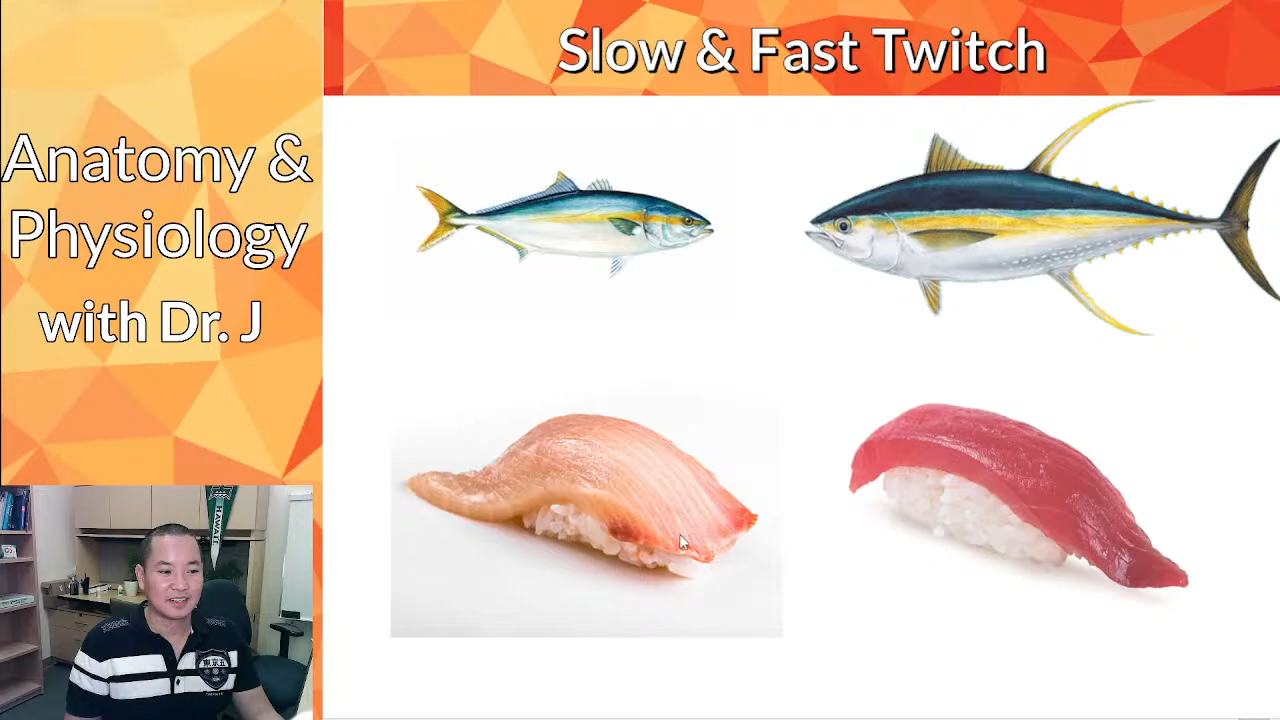 Slow & Fast Twitch
Anatomy &
Physiology
with Dr. J
HAWAII